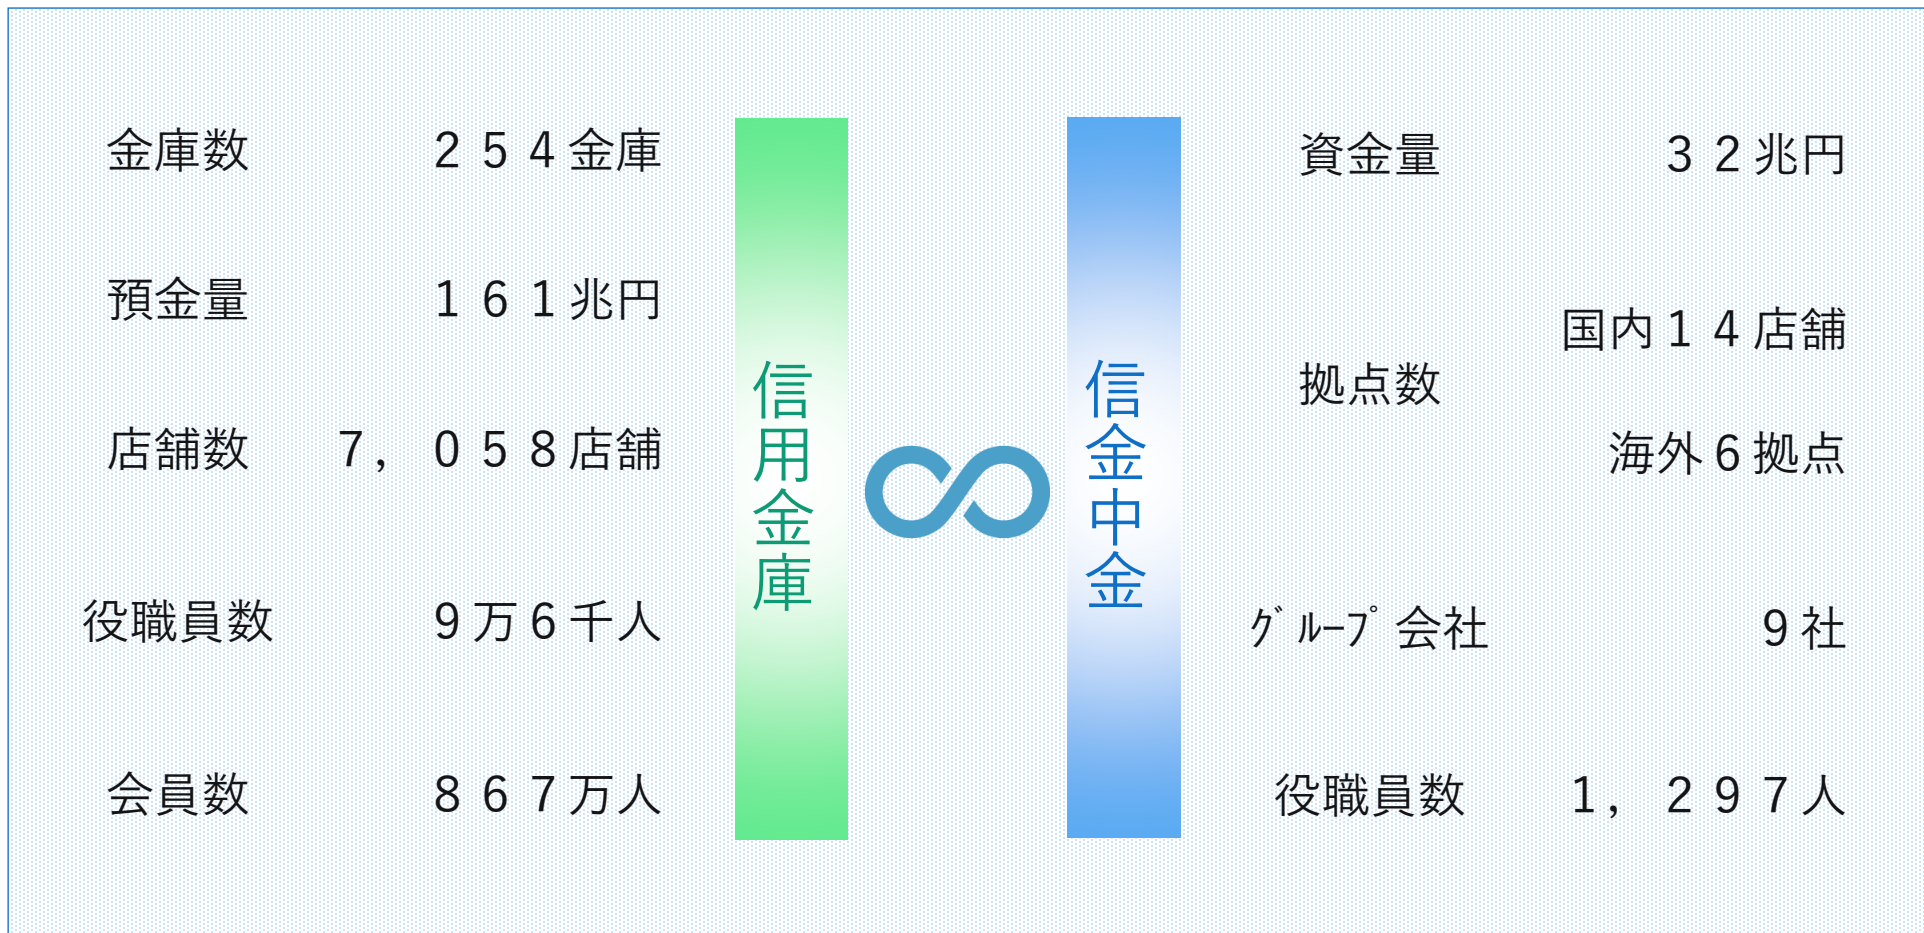 金庫数　２５４金庫
預金量　１６１兆円
店舗数　７，０５８店舗
役職員数　９万６千人
会員数　８６７万人
信用金庫
信金中金
資金量　３２兆円
国内１４店舗
拠点数
海外６拠点
ｸﾞﾙｰﾌﾟ会社　９社
役職員数　１，２９７人